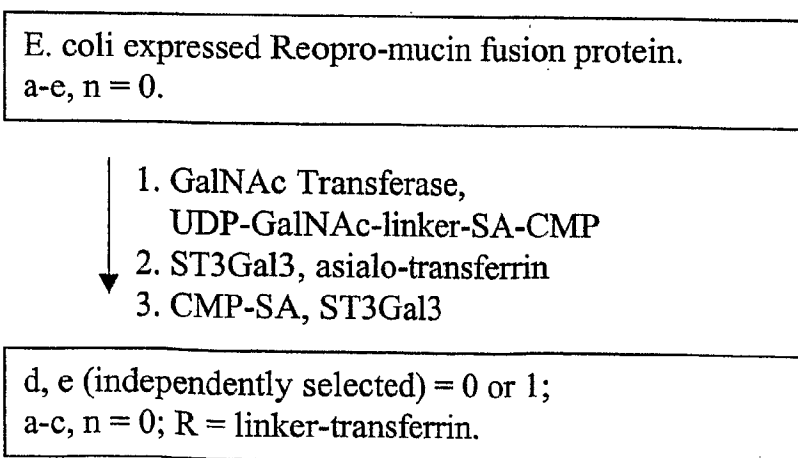 E. coli expressed Reopro-mucin fusion protein.
a-e, n = 0.
1. GalNAc Transferase,
UDP-GalNAc-linker-SA-CMP
2. ST3Gal3, asialo-transferrin
3. CMP-SA, ST3Gal3
d, e (independently selected) = 0 or 1;
a-c, n = 0; R = linker-transferrin.